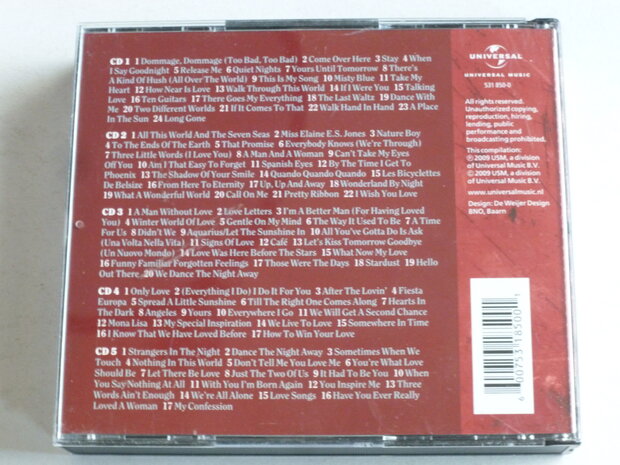 CD 1 1 Dommage, Dommage (Too Bad, Too Bad) 2 Come Over Here 3 Stay 4 When
I Say Goodnight 5 Release Me 6 Quiet Nights 7 Yours Until Tomorrow 8 There's
A Kind Of Hush (All Over The World) 9 This Is My Song 10 Misty Blue 11 Take My
Heart 12 How Near Is Love 13 Walk Through This World 14 If I Were You 15 Talking
Love 16 Ten Guitars 17 There Goes My Everything 18 The Last Waltz 19 Dance With
Me 20 Two Different Worlds 21 If It Comes To That 22 Walk Hand In Hand 23 A Place
In The Sun 24 Long Gone
CD 2 1 All This World And The Seven Seas 2 Miss Elaine E.S. Jones 3 Nature Boy
4 To The Ends Of The Earth 5 That Promise 6 Everybody Knows (We're Through)
7 Three Little Words (I Love You) 8 A Man And A Woman 9 Can't Take My Eyes
Off You 10 Am I That Easy To Forget 11 Spanish Eyes 12 By The Time I Get To
Phoenix 13 The Shadow Of Your Smile 14 Quando Quando Quando 15 Les Bicyclettes
De Belsize 16 From Here To Eternity 17 Up, Up And Away 18 Wonderland By Night
19 What A Wonderful World 20 Call On Me 21 Pretty Ribbon 22 I Wish You Love
CD 3 1 A Man Without Love 2 Love Letters 3 I'm A Better Man (For Having Loved
You) 4 Winter World Of Love 5 Gentle On My Mind 6 The Way It Used To Be 7 A Time
For Us 8 Didn't We 9 Aquarius/Let The Sunshine In 10 All You've Gotta Do Is Ask
(Una Volta Nella Vita) 11 Signs Of Love 12 Café 13 Let's Kiss Tomorrow Goodbye
(Un Nuovo Mondo) 14 Love Was Here Before The Stars 15 What Now My Love
16 Funny Familiar Forgotten Feelings 17 Those Were The Days 18 Stardust 19 Hello
Out There 20 We Dance The Night Away
CD 4 1 Only Love 2 (Everything I Do) I Do It For You 3 After The Lovin' 4 Fiesta
Europa 5 Spread A Little Sunshine 6 Till The Right One Comes Along 7 Hearts In
The Dark 8 Angeles 9 Yours 10 Everywhere I Go 11 We Will Get A Second Chance
12 Mona Lisa 13 My Special Inspiration 14 We Live To Love 15 Somewhere In Time
16 I Know That We Have Loved Before 17 How To Win Your Love
CD 5 1 Strangers In The Night 2 Dance The Night Away 3 Sometimes When We
Touch 4 Nothing In This World 5 Don't Tell Me You Love Me 6 You're What Love
Should Be 7 Let There Be Love 8 Just The Two Of Us 9 It Had To Be You 10 When
You Say Nothing At All 11 With You I'm Born Again 12 You Inspire Me 13 Three
Words Ain't Enough 14 We're All Alone 15 Love Songs 16 Have You Ever Really
Loved A Woman 17 My Confession
UNIVERSAL
UNIVERSAL MUSIC
531 850-0
All rights reserved.
Unauthorized copying,
reproduction, hiring,
lending, public
performance and
broadcasting prohibited.
This compilation:
℗ 2009 USM, a division
of Universal Music B.V.
© 2009 USM, a division
of Universal Music B.V.
www.universalmusic.nl
Design: De Weijer Design
BNO, Baarn
6 00753 18500 1